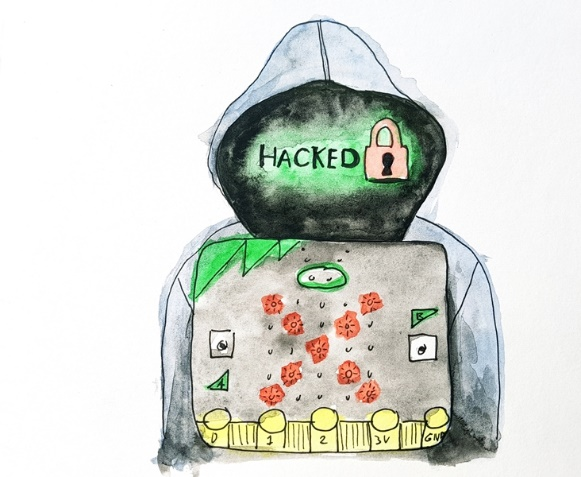 HACKED
B
A
0 1 2 3V GND